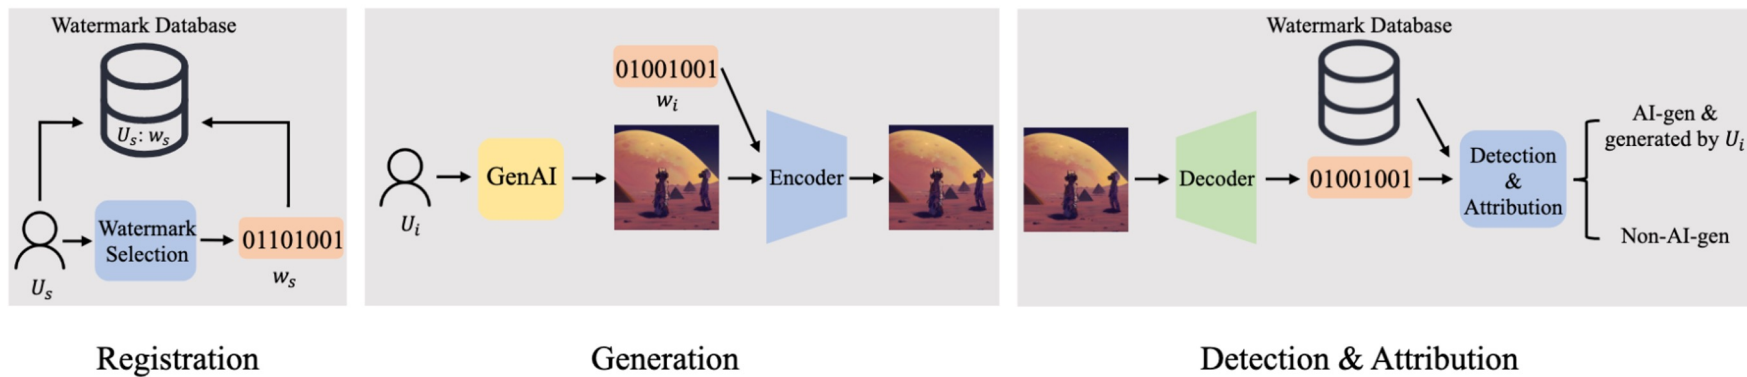 Watermark Database
U_s: w_s
Watermark
Selection
01101001
U_s
w_s
Registration
01001001
w_i
GenAI
Encoder
U_i
Generation
Watermark Database
Decoder
01001001
Detection
&
Attribution
AI-gen &
generated by U_i
Non-AI-gen
Detection & Attribution